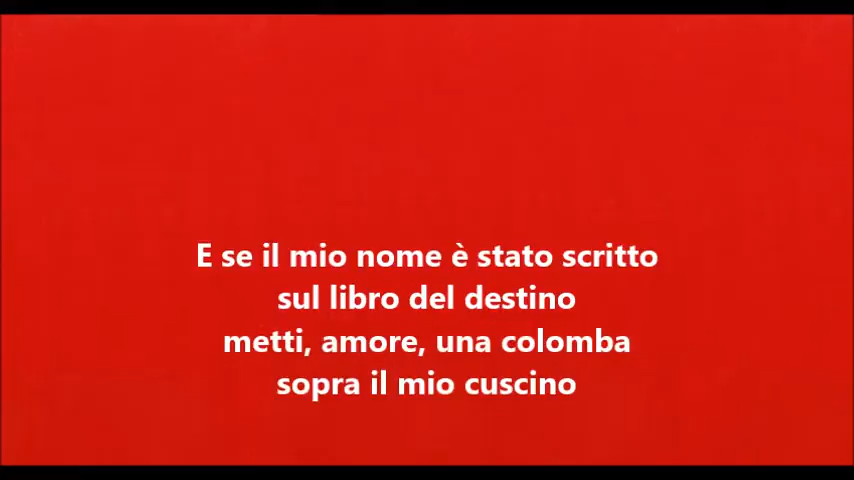 E se il mio nome è stato scritto
sul libro del destino
metti, amore, una colomba
sopra il mio cuscino